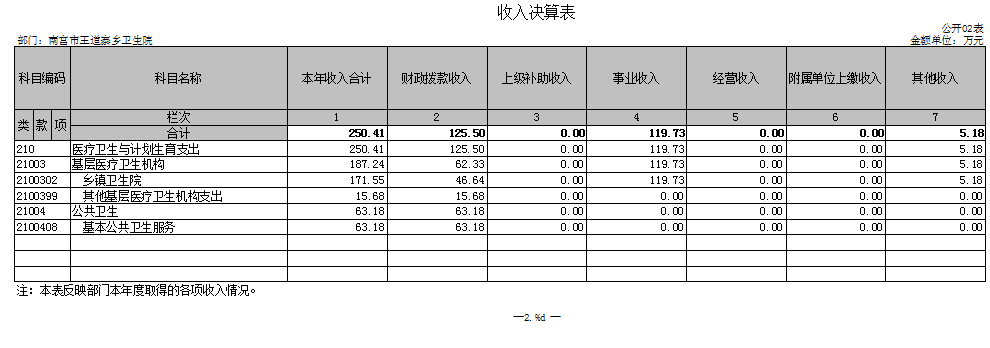 收入决算表
公开02表
部门：南宫市王道寨乡卫生院 金额单位：万元
科目编码 科目名称 本年收入合计 财政拨款收入 上级补助收入 事业收入 经营收入 附属单位上缴收入 其他收入
类 款 项 栏次 1 2 3 4 5 6 7
合计 250.41 125.50 0.00 119.73 0.00 0.00 5.18
210 医疗卫生与计划生育支出 250.41 125.50 0.00 119.73 0.00 0.00 5.18
21003 基层医疗卫生机构 187.24 62.33 0.00 119.73 0.00 0.00 5.18
2100302 乡镇卫生院 171.55 46.64 0.00 119.73 0.00 0.00 5.18
2100399 其他基层医疗卫生机构支出 15.68 15.68 0.00 0.00 0.00 0.00 0.00
21004 公共卫生 63.18 63.18 0.00 0.00 0.00 0.00 0.00
2100408 基本公共卫生服务 63.18 63.18 0.00 0.00 0.00 0.00 0.00
注：本表反映部门本年度取得的各项收入情况。
—2.%d —